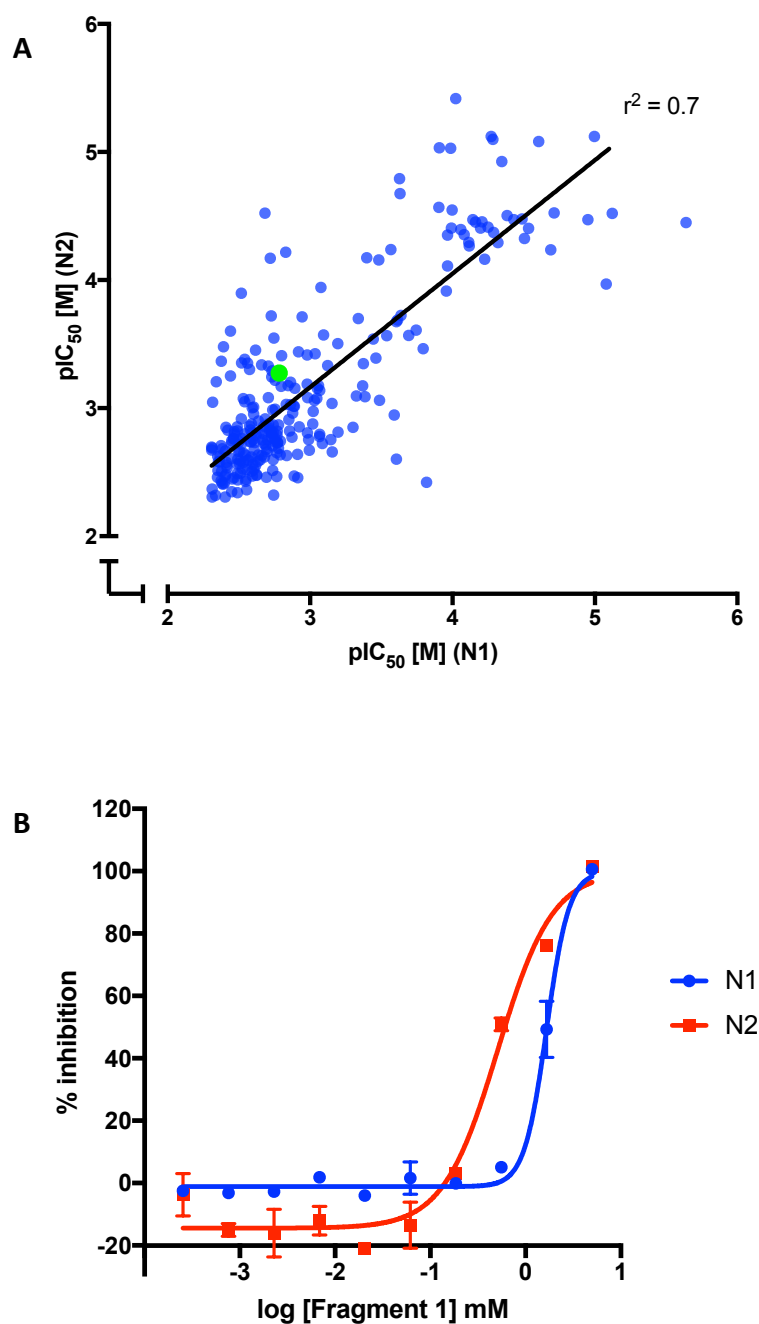 A
6
5
4
3
2
pIC50 [M] (N2)
r2 = 0.7
2 3 4 5 6
pIC50 [M] (N1)
B
120
100
80
60
40
20
0
-20
% inhibition
N1
N2
-3 -2 -1 0 1
log [Fragment 1] mM